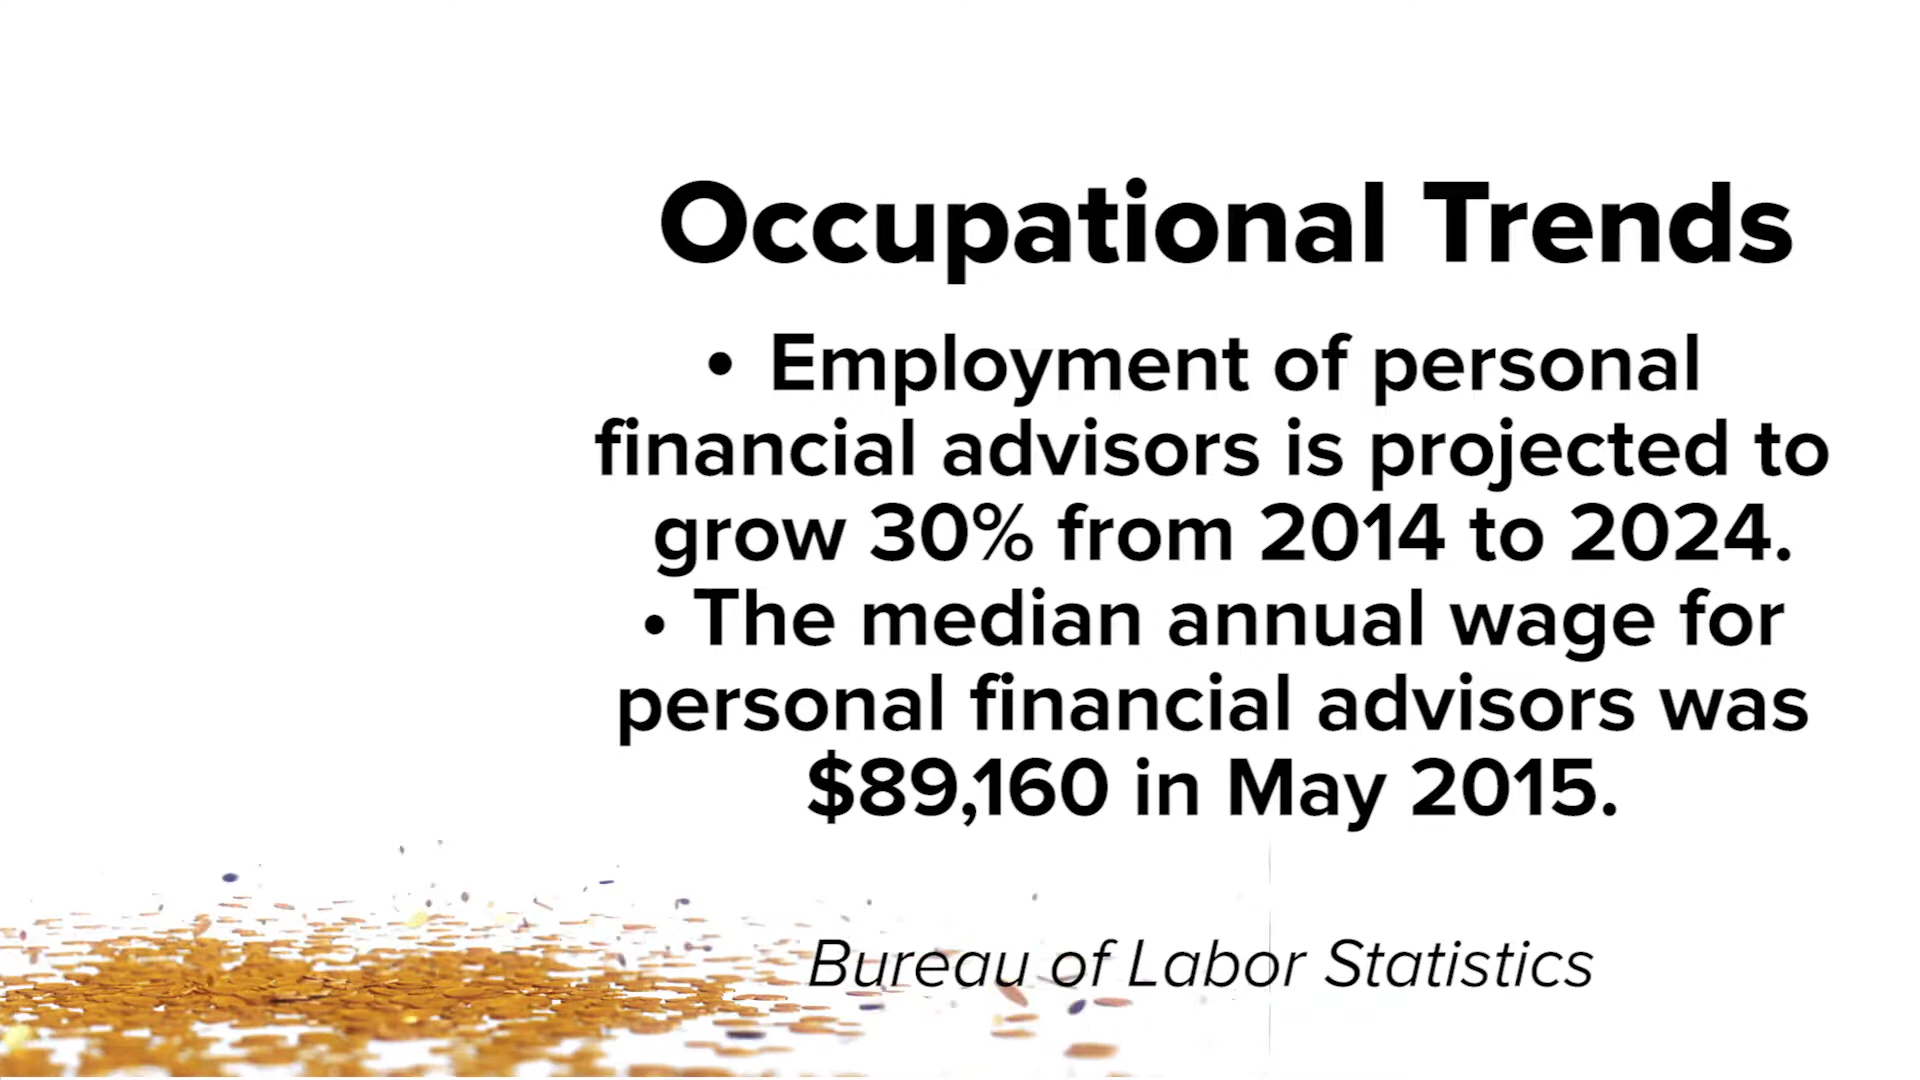 Occupational Trends
• Employment of personal
financial advisors is projected to
grow 30% from 2014 to 2024.
• The median annual wage for
personal financial advisors was
$89,160 in May 2015.
Bureau of Labor Statistics